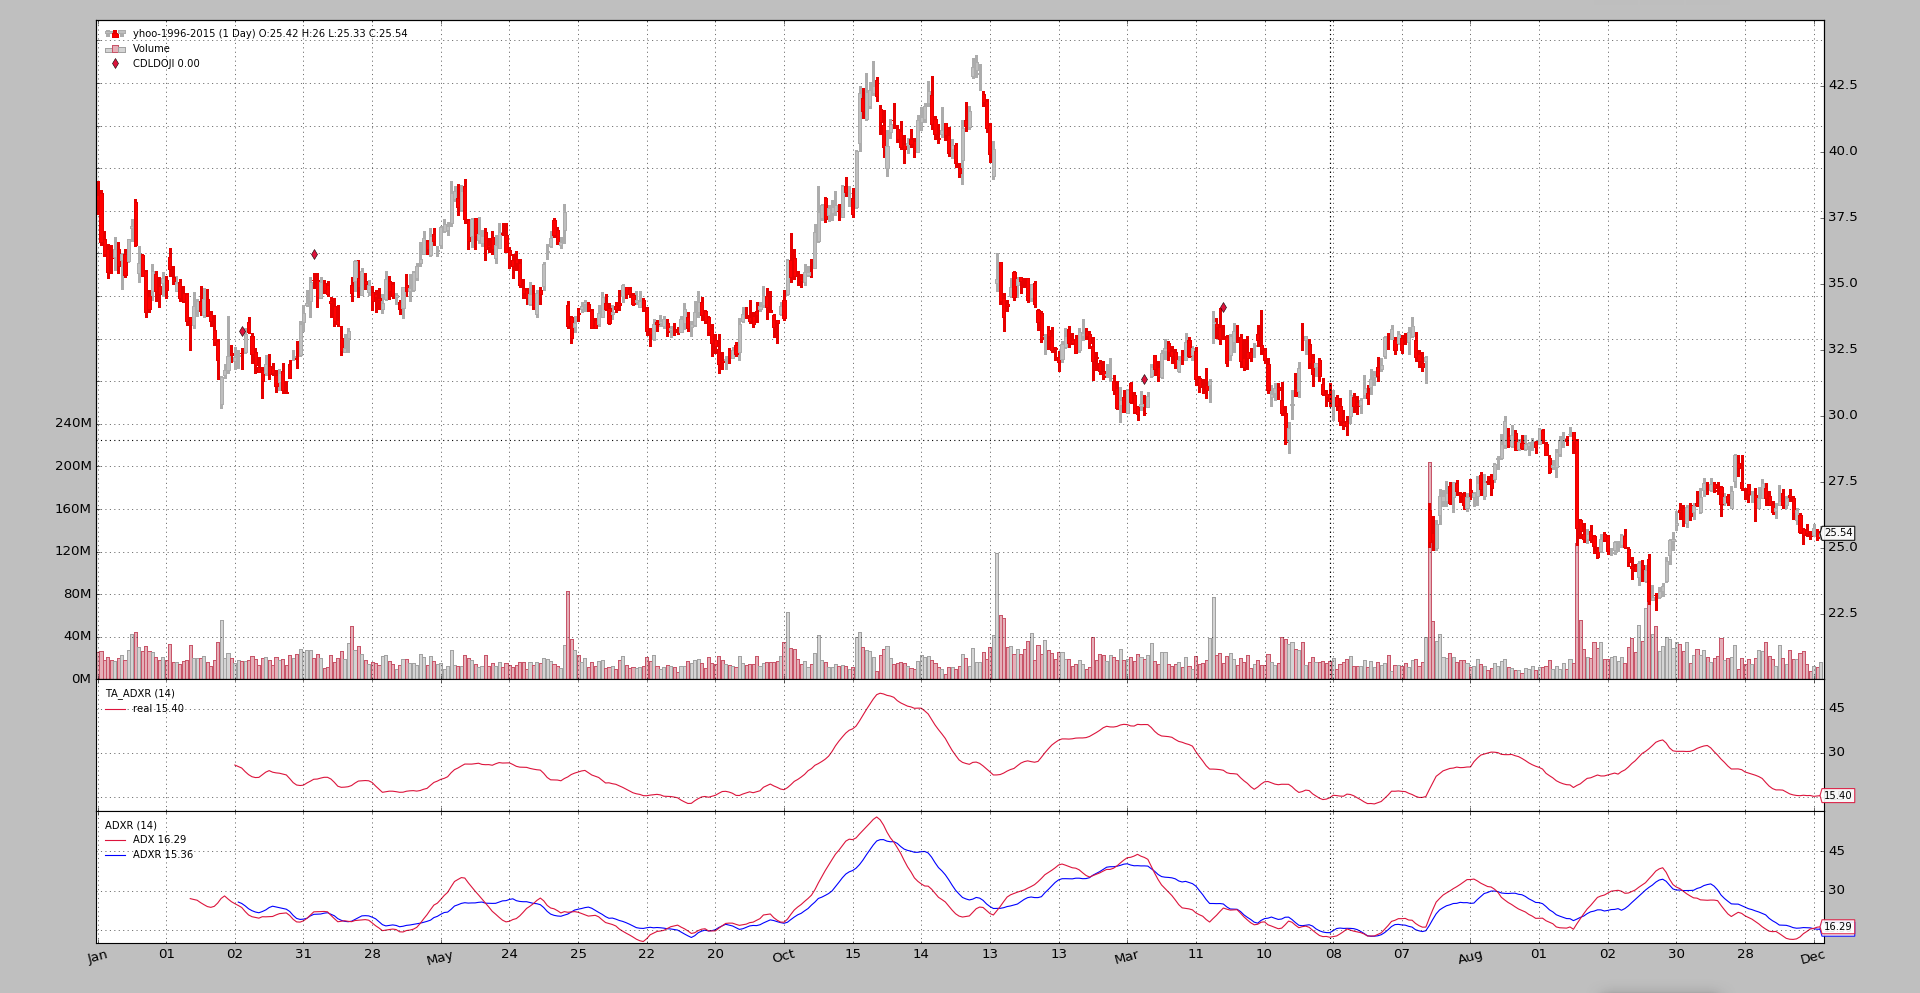 yhoo-1996-2015 (1 Day) O:25.42 H:26 L:25.33 C:25.54
Volume
CDLDOJI 0.00
42.5
40.0
37.5
35.0
32.5
30.0
27.5
25.54
25.0
22.5
240M
200M
160M
120M
80M
40M
0M
TA_ADXR (14)
real 15.40
45
30
15.40
ADXR (14)
ADX 16.29
ADXR 15.36
45
30
16.29
Jan 01 02 31 28 May 24 25 22 20 Oct 15 14 13 13 Mar 11 10 08 07 Aug 01 02 30 28 Dec